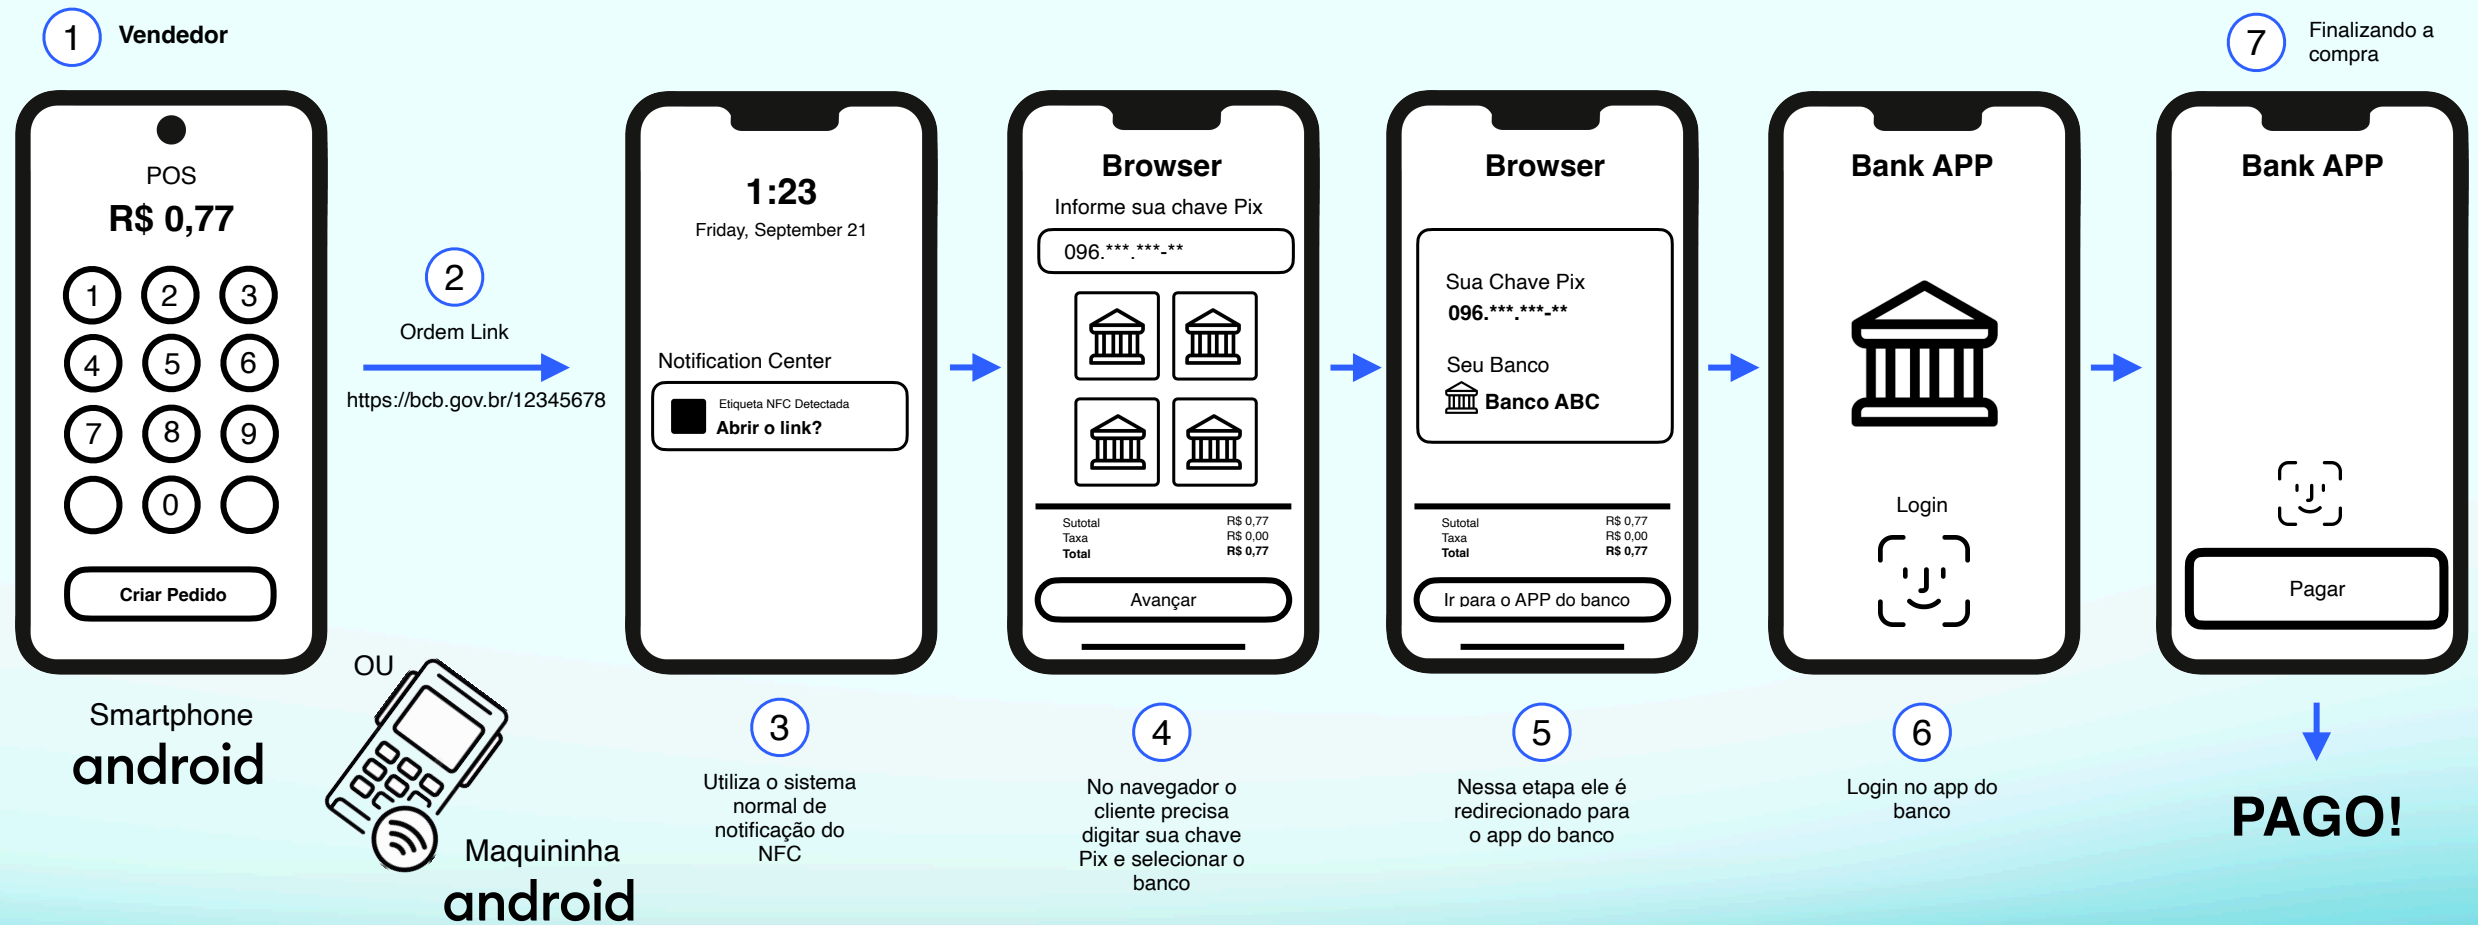 1
Vendedor
POS
R$ 0,77
1
2
3
4
5
6
7
8
9
0
Criar Pedido
Smartphone
android
OU
Maquininha
android
2
Ordem Link
https://bcb.gov.br/12345678
1:23
Friday, September 21
Notification Center
Etiqueta NFC Detectada
Abrir o link?
3
Utiliza o sistema
normal de
notificação do
NFC
Browser
Informe sua chave Pix
096.***.***-**
Sutotal R$ 0,77
Taxa R$ 0,00
Total R$ 0,77
Avançar
4
No navegador o
cliente precisa
digitar sua chave
Pix e selecionar o
banco
Browser
Sua Chave Pix
096.***.***-**
Seu Banco
Banco ABC
Sutotal R$ 0,77
Taxa R$ 0,00
Total R$ 0,77
Ir para o APP do banco
5
Nessa etapa ele é
redirecionado para
o app do banco
Bank APP
Login
6
Login no app do
banco
7
Finalizando a
compra
Bank APP
Pagar
PAGO!